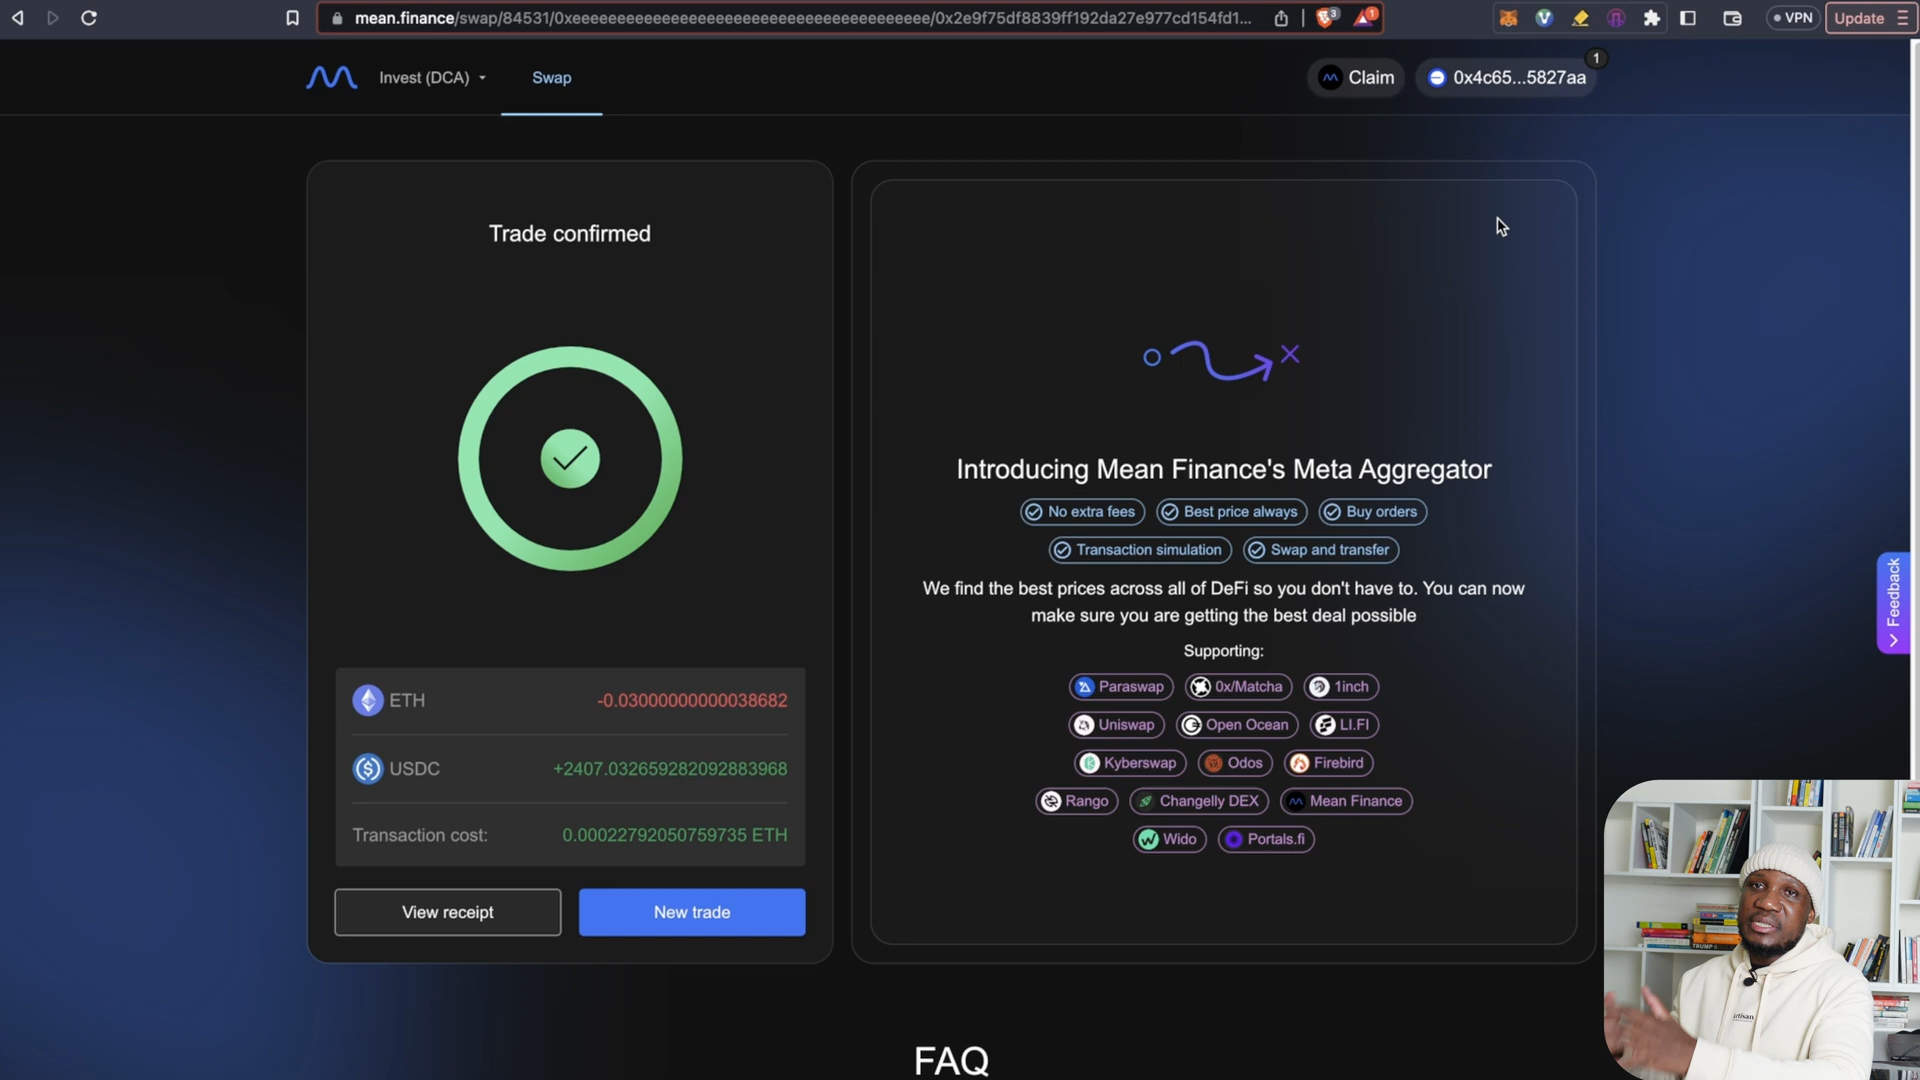 mean.finance/swap/84531/0xeeeeeeeeeeeeeeeeeeeeeeeeeeeeeeeeeeeeeeee/0x2e9f75df8839ff192da27e977cd154fd1...
3
1
VPN
Update
Invest (DCA)
Swap
Claim
0x4c65...5827aa
1
Trade confirmed
ETH
-0.03000000000038682
USDC
+2407.032659282092883968
Transaction cost:
0.00022792050759735 ETH
View receipt
New trade
Introducing Mean Finance's Meta Aggregator
No extra fees
Best price always
Buy orders
Transaction simulation
Swap and transfer
We find the best prices across all of DeFi so you don't have to. You can now
make sure you are getting the best deal possible
Supporting:
Paraswap
0x/Matcha
1inch
Uniswap
Open Ocean
LI.FI
Kyberswap
Odos
Firebird
Rango
Changelly DEX
Mean Finance
Wido
Portals.fi
Feedback
FAQ
TRUMP
Artisan